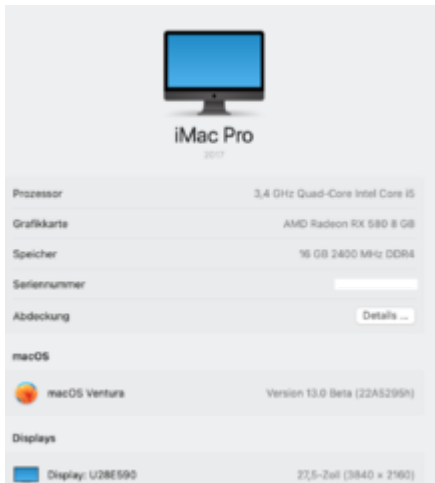 iMac Pro
2017
Prozessor 3,4 GHz Quad-Core Intel Core i5
Grafikkarte AMD Radeon RX 580 8 GB
Speicher 16 GB 2400 MHz DDR4
Seriennummer
Abdeckung Details ...
macOS
macOS Ventura Version 13.0 Beta (22A5295h)
Displays
Display: U28E590 27,5-Zoll (3840 × 2160)